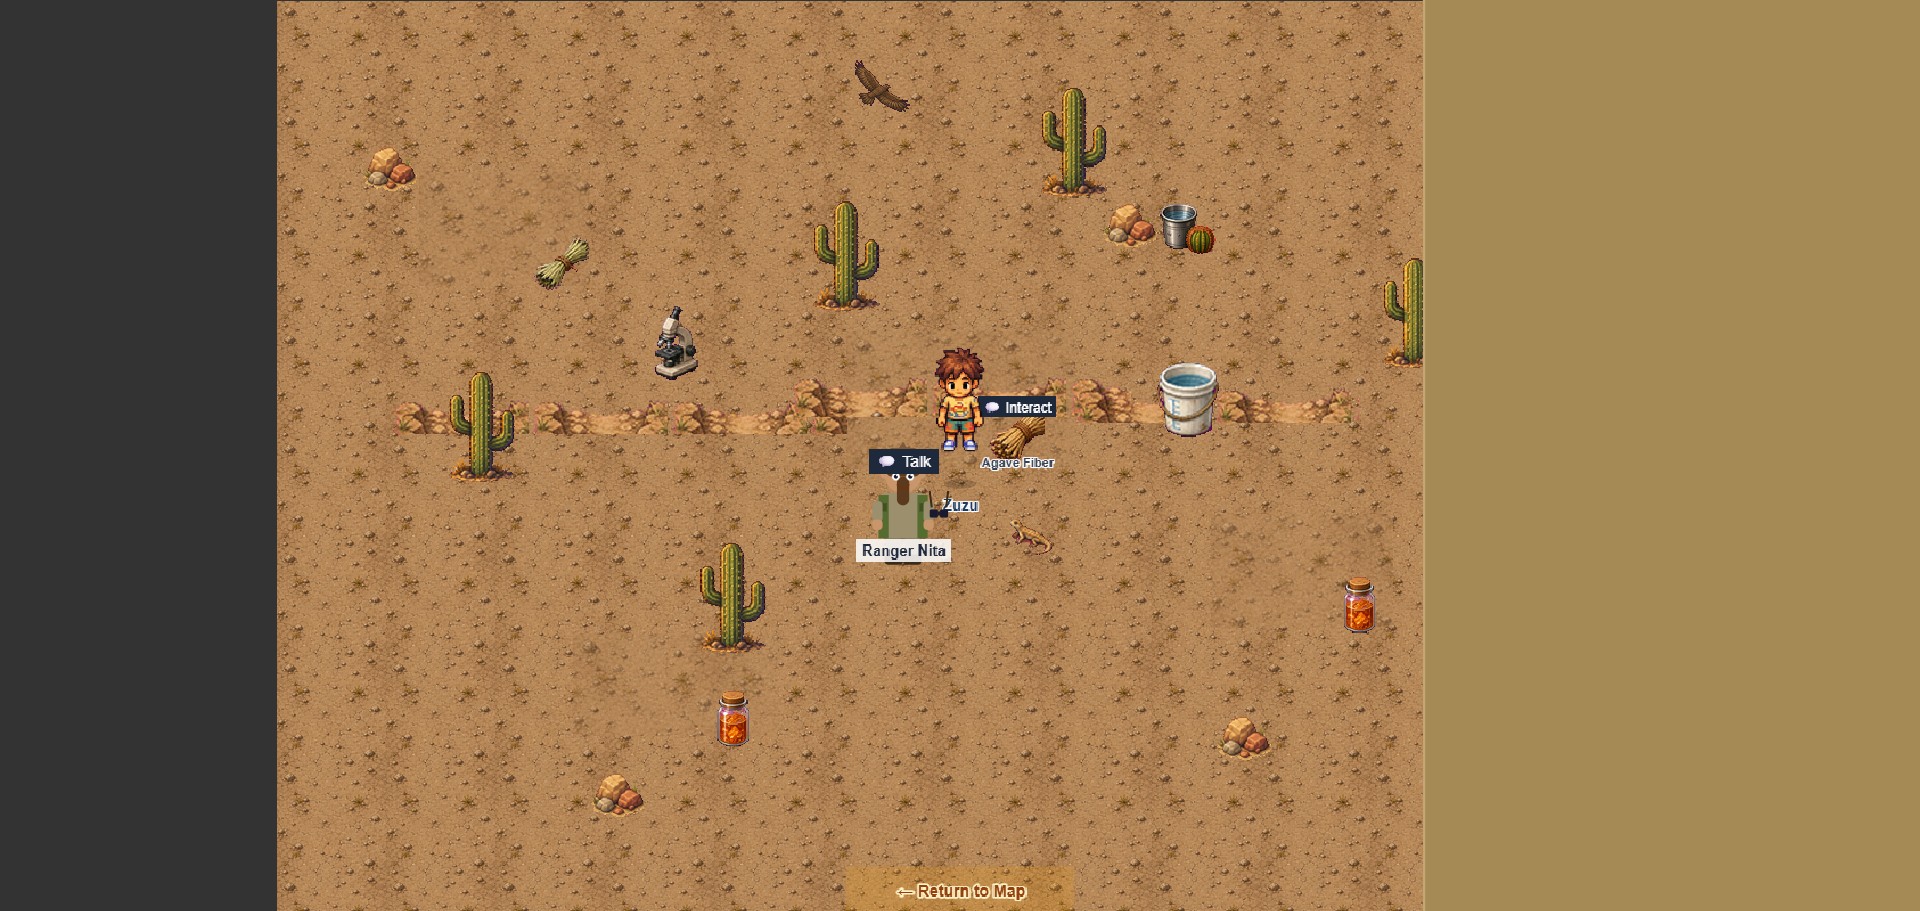 Interact
Talk
Agave Fiber
Zuzu
Ranger Nita
← Return to Map